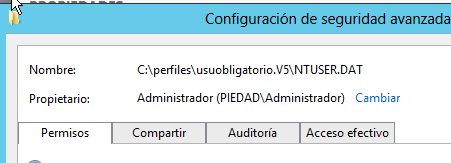 PROPIEDADES
Configuración de seguridad avanzada
Nombre: C:\perfiles\usuobligatorio.V5\NTUSER.DAT
Propietario: Administrador (PIEDAD\Administrador) Cambiar
Permisos Compartir Auditoría Acceso efectivo